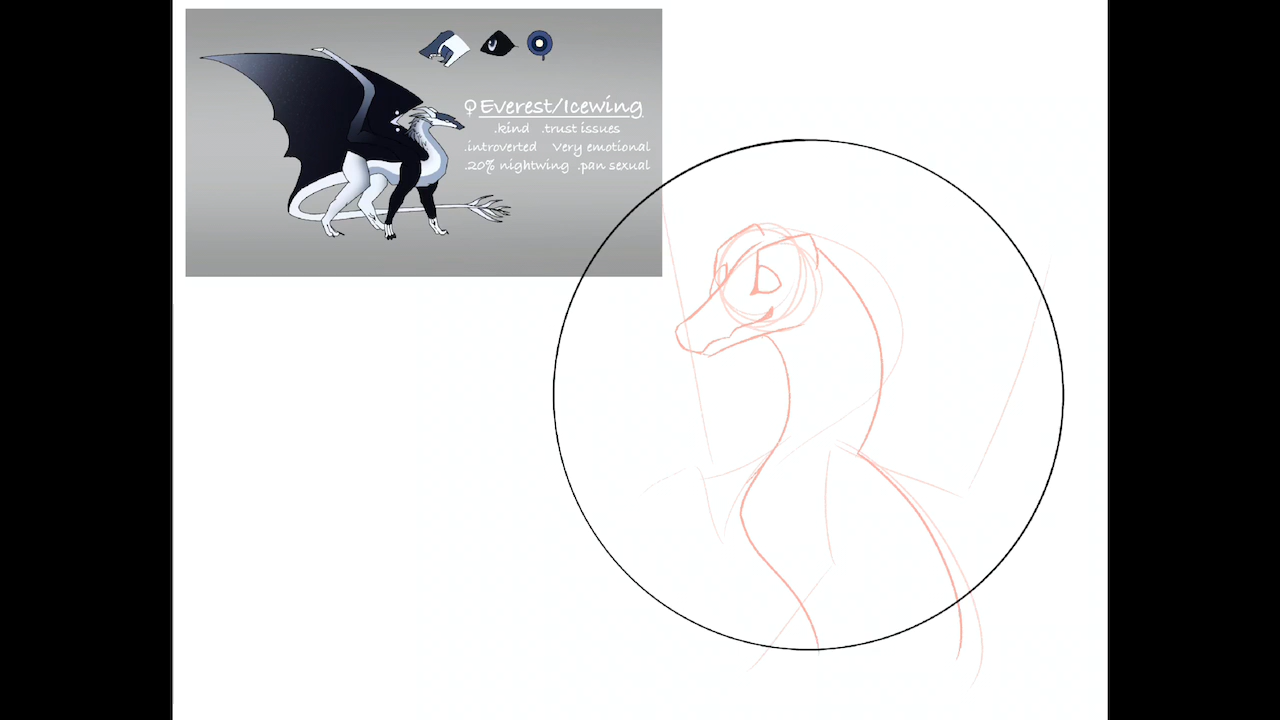 ♀Everest/Icewing
.kind .trust issues
.introverted Very emotional
.20% nightwing .pan sexual